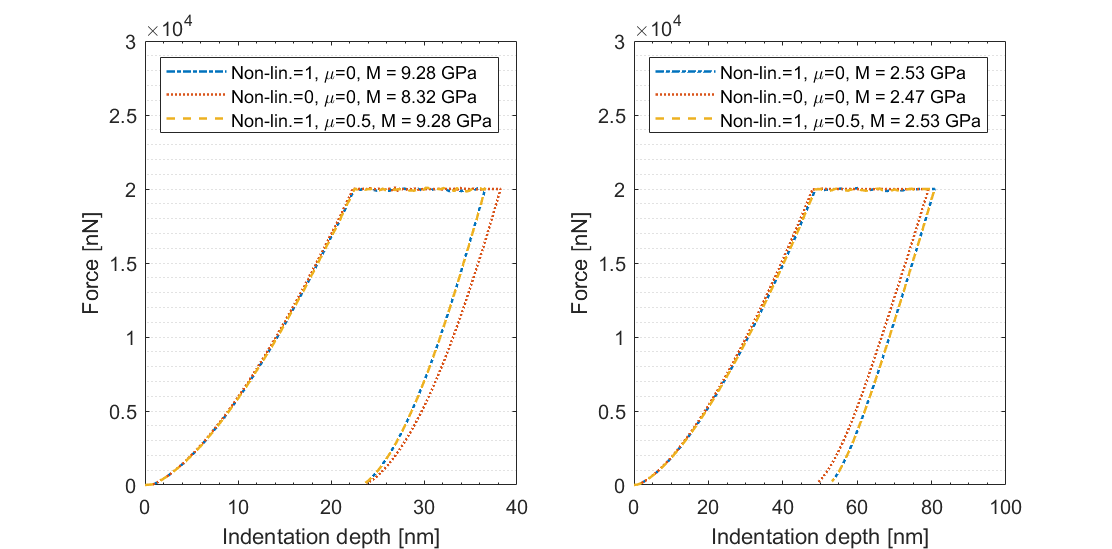 ×10⁴
3
2.5
2
1.5
1
0.5
0
Force [nN]
Non-lin.=1, μ=0, M = 9.28 GPa
Non-lin.=0, μ=0, M = 8.32 GPa
Non-lin.=1, μ=0.5, M = 9.28 GPa
0 10 20 30 40
Indentation depth [nm]
×10⁴
3
2.5
2
1.5
1
0.5
0
Force [nN]
Non-lin.=1, μ=0, M = 2.53 GPa
Non-lin.=0, μ=0, M = 2.47 GPa
Non-lin.=1, μ=0.5, M = 2.53 GPa
0 20 40 60 80 100
Indentation depth [nm]